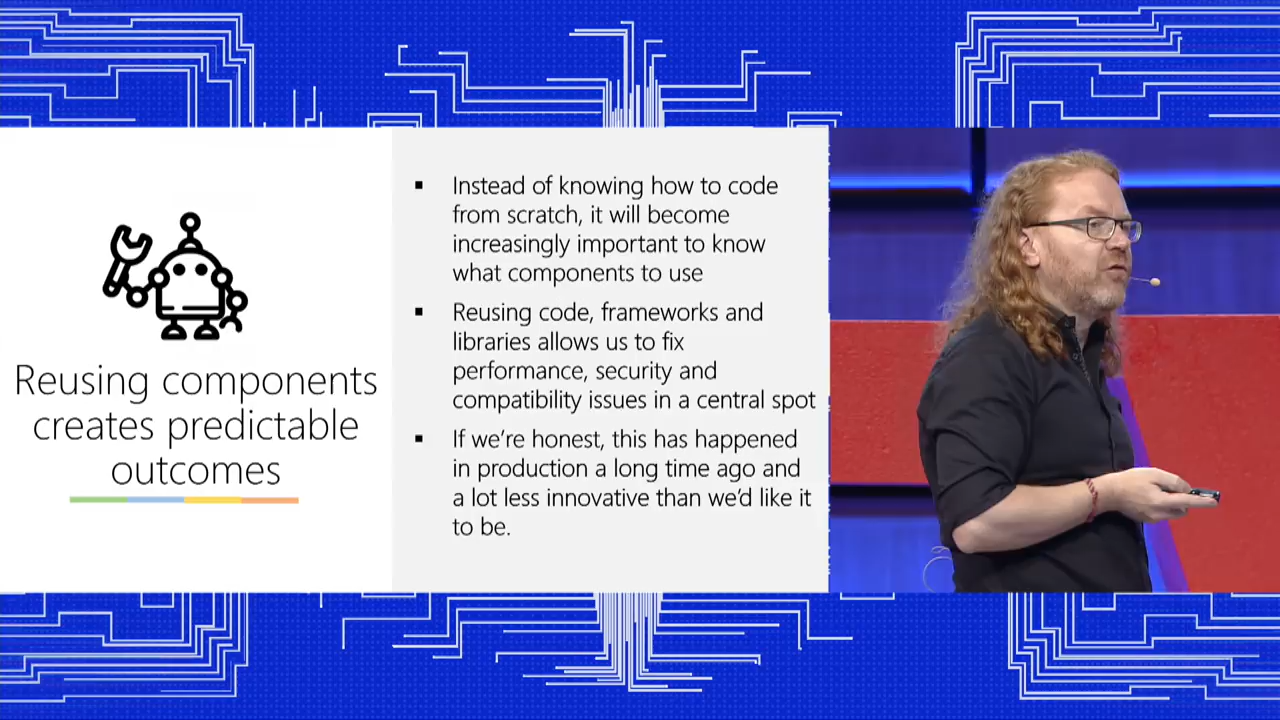 Reusing components
creates predictable
outcomes
▪ Instead of knowing how to code
from scratch, it will become
increasingly important to know
what components to use
▪ Reusing code, frameworks and
libraries allows us to fix
performance, security and
compatibility issues in a central spot
▪ If we're honest, this has happened
in production a long time ago and
a lot less innovative than we'd like it
to be.